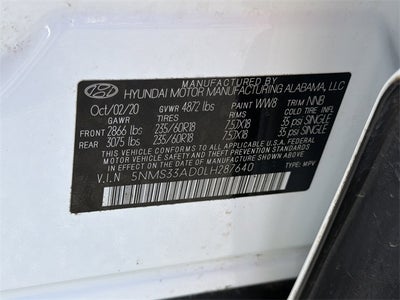 MANUFACTURED BY
HYUNDAI MOTOR MANUFACTURING ALABAMA, LLC
Oct/02/20 GVWR 4872 lbs PAINT WW8 TRIM NNB
GAWR TIRES COLD TIRE INFL
FRONT 2866 lbs 235/60R18 7.5JX18 35 psi SINGLE
REAR 3075 lbs 235/60R18 7.5JX18 35 psi SINGLE
THIS VEHICLE CONFORMS TO ALL APPLICABLE U.S.A. FEDERAL
MOTOR VEHICLE SAFETY AND THEFT PREVENTION STANDARDS IN
EFFECT ON THE DATE OF MANUFACTURE SHOWN ABOVE.
V.I.N 5NMS33AD0LH287640 TYPE: MPV